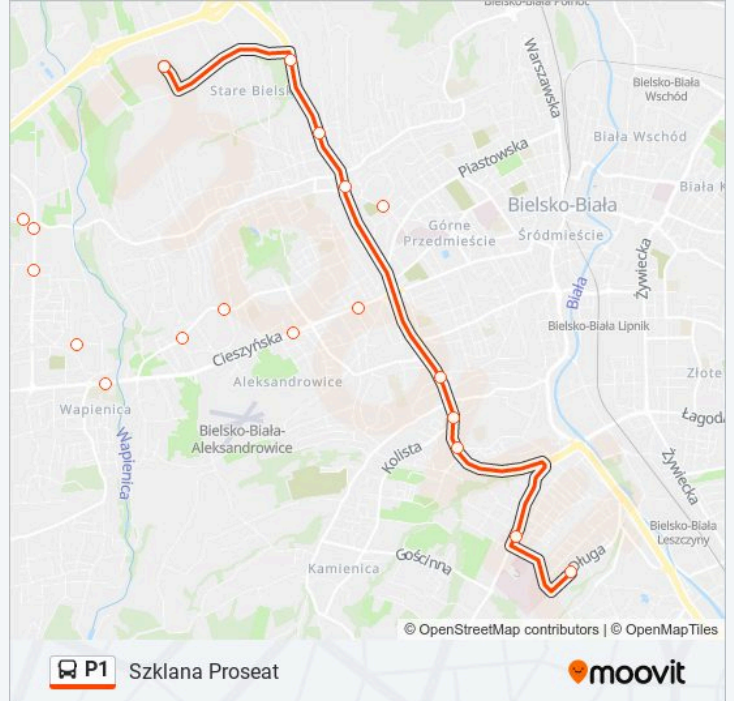 Bielsko-Biała Północ
Warszawska
Bielsko-Biała
Wschód
Stare Biels
Biała Wschód
Piastowska
Biała K
Bielsko-Biała
Górne
Przedmieście
Śródmieście
Żywiecka
Biała
Bielsko-Biała Lipnik
Cieszyńska
Złote
Aleksandrowice
Wapienica
Łagod
Bielsko-Biała-
Aleksandrowice
Wapienica
Kolista
Żywiecka
Bielsko-Biała
Leszczyny
Gościnna
Długa
Kamienica
© OpenStreetMap contributors | © OpenMapTiles
P1 Szklana Proseat
moovit